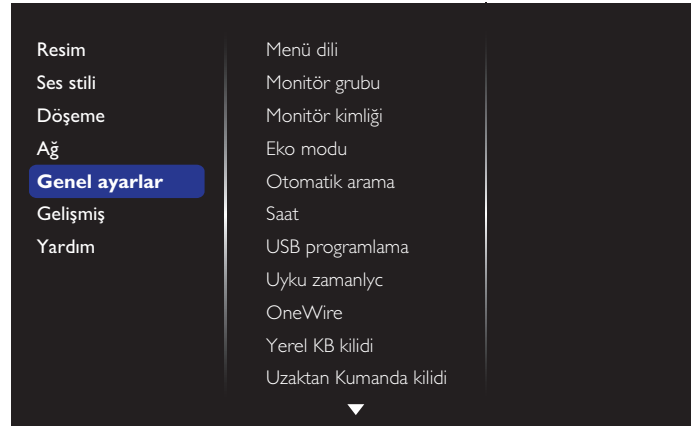 Resim
Ses stili
Döşeme
Ağ
Genel ayarlar
Gelişmiş
Yardım
Menü dili
Monitör grubu
Monitör kimliği
Eko modu
Otomatik arama
Saat
USB programlama
Uyku zamanlyc
OneWire
Yerel KB kilidi
Uzaktan Kumanda kilidi